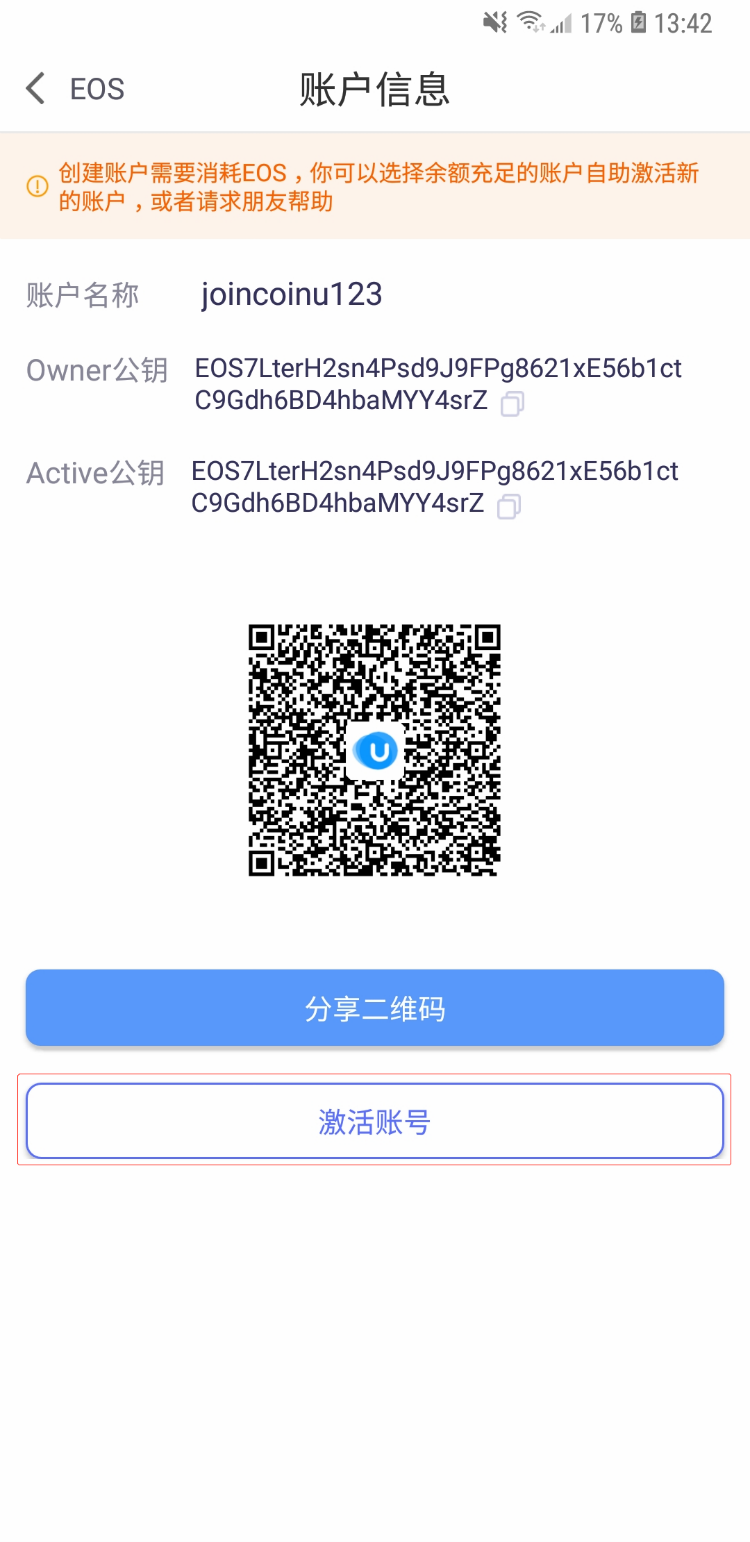 17% 13:42
EOS 账户信息
创建账户需要消耗EOS，你可以选择余额充足的账户自助激活新
的账户，或者请求朋友帮助
账户名称 joincoinu123
Owner公钥 EOS7LterH2sn4Psd9J9FPg8621xE56b1ct
C9Gdh6BD4hbaMYY4srZ
Active公钥 EOS7LterH2sn4Psd9J9FPg8621xE56b1ct
C9Gdh6BD4hbaMYY4srZ
U
分享二维码
激活账号